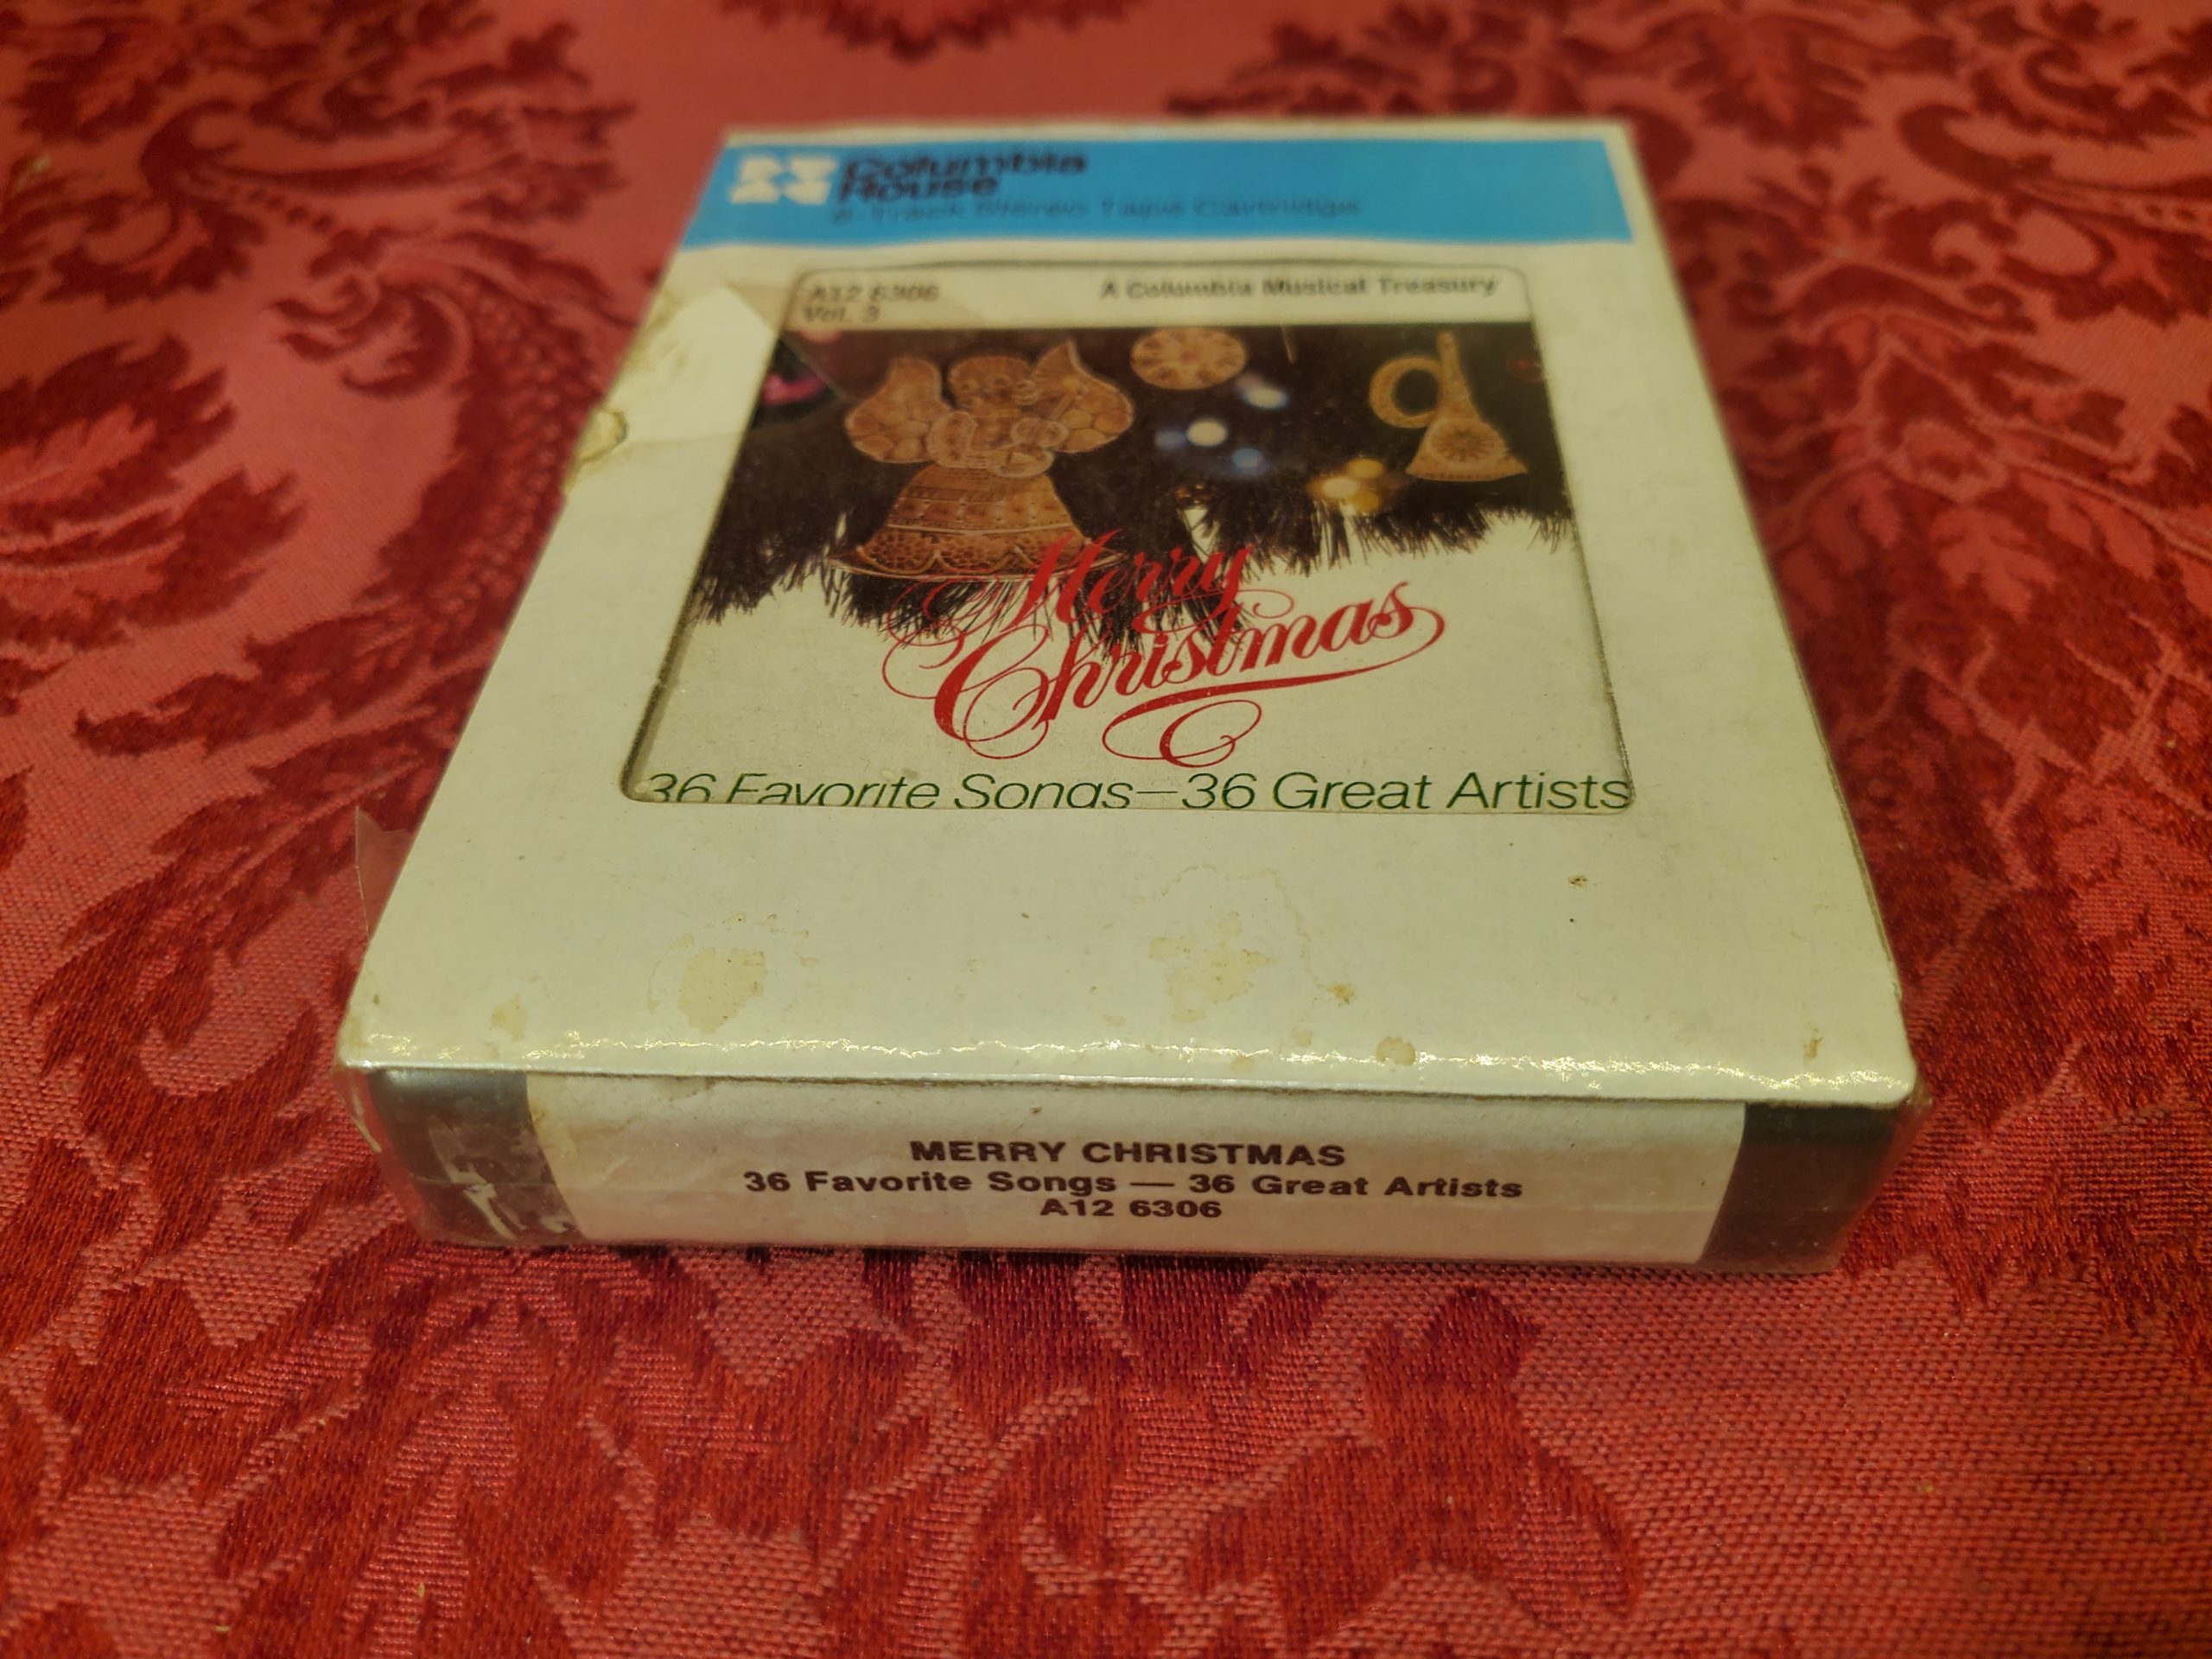 Columbia
House
8-Track Stereo Tape Cartridge
A12 6306
A Columbia Musical Treasury
Vol. 3
Merry
Christmas
36 Favorite Songs—36 Great Artists
MERRY CHRISTMAS
36 Favorite Songs — 36 Great Artists
A12 6306